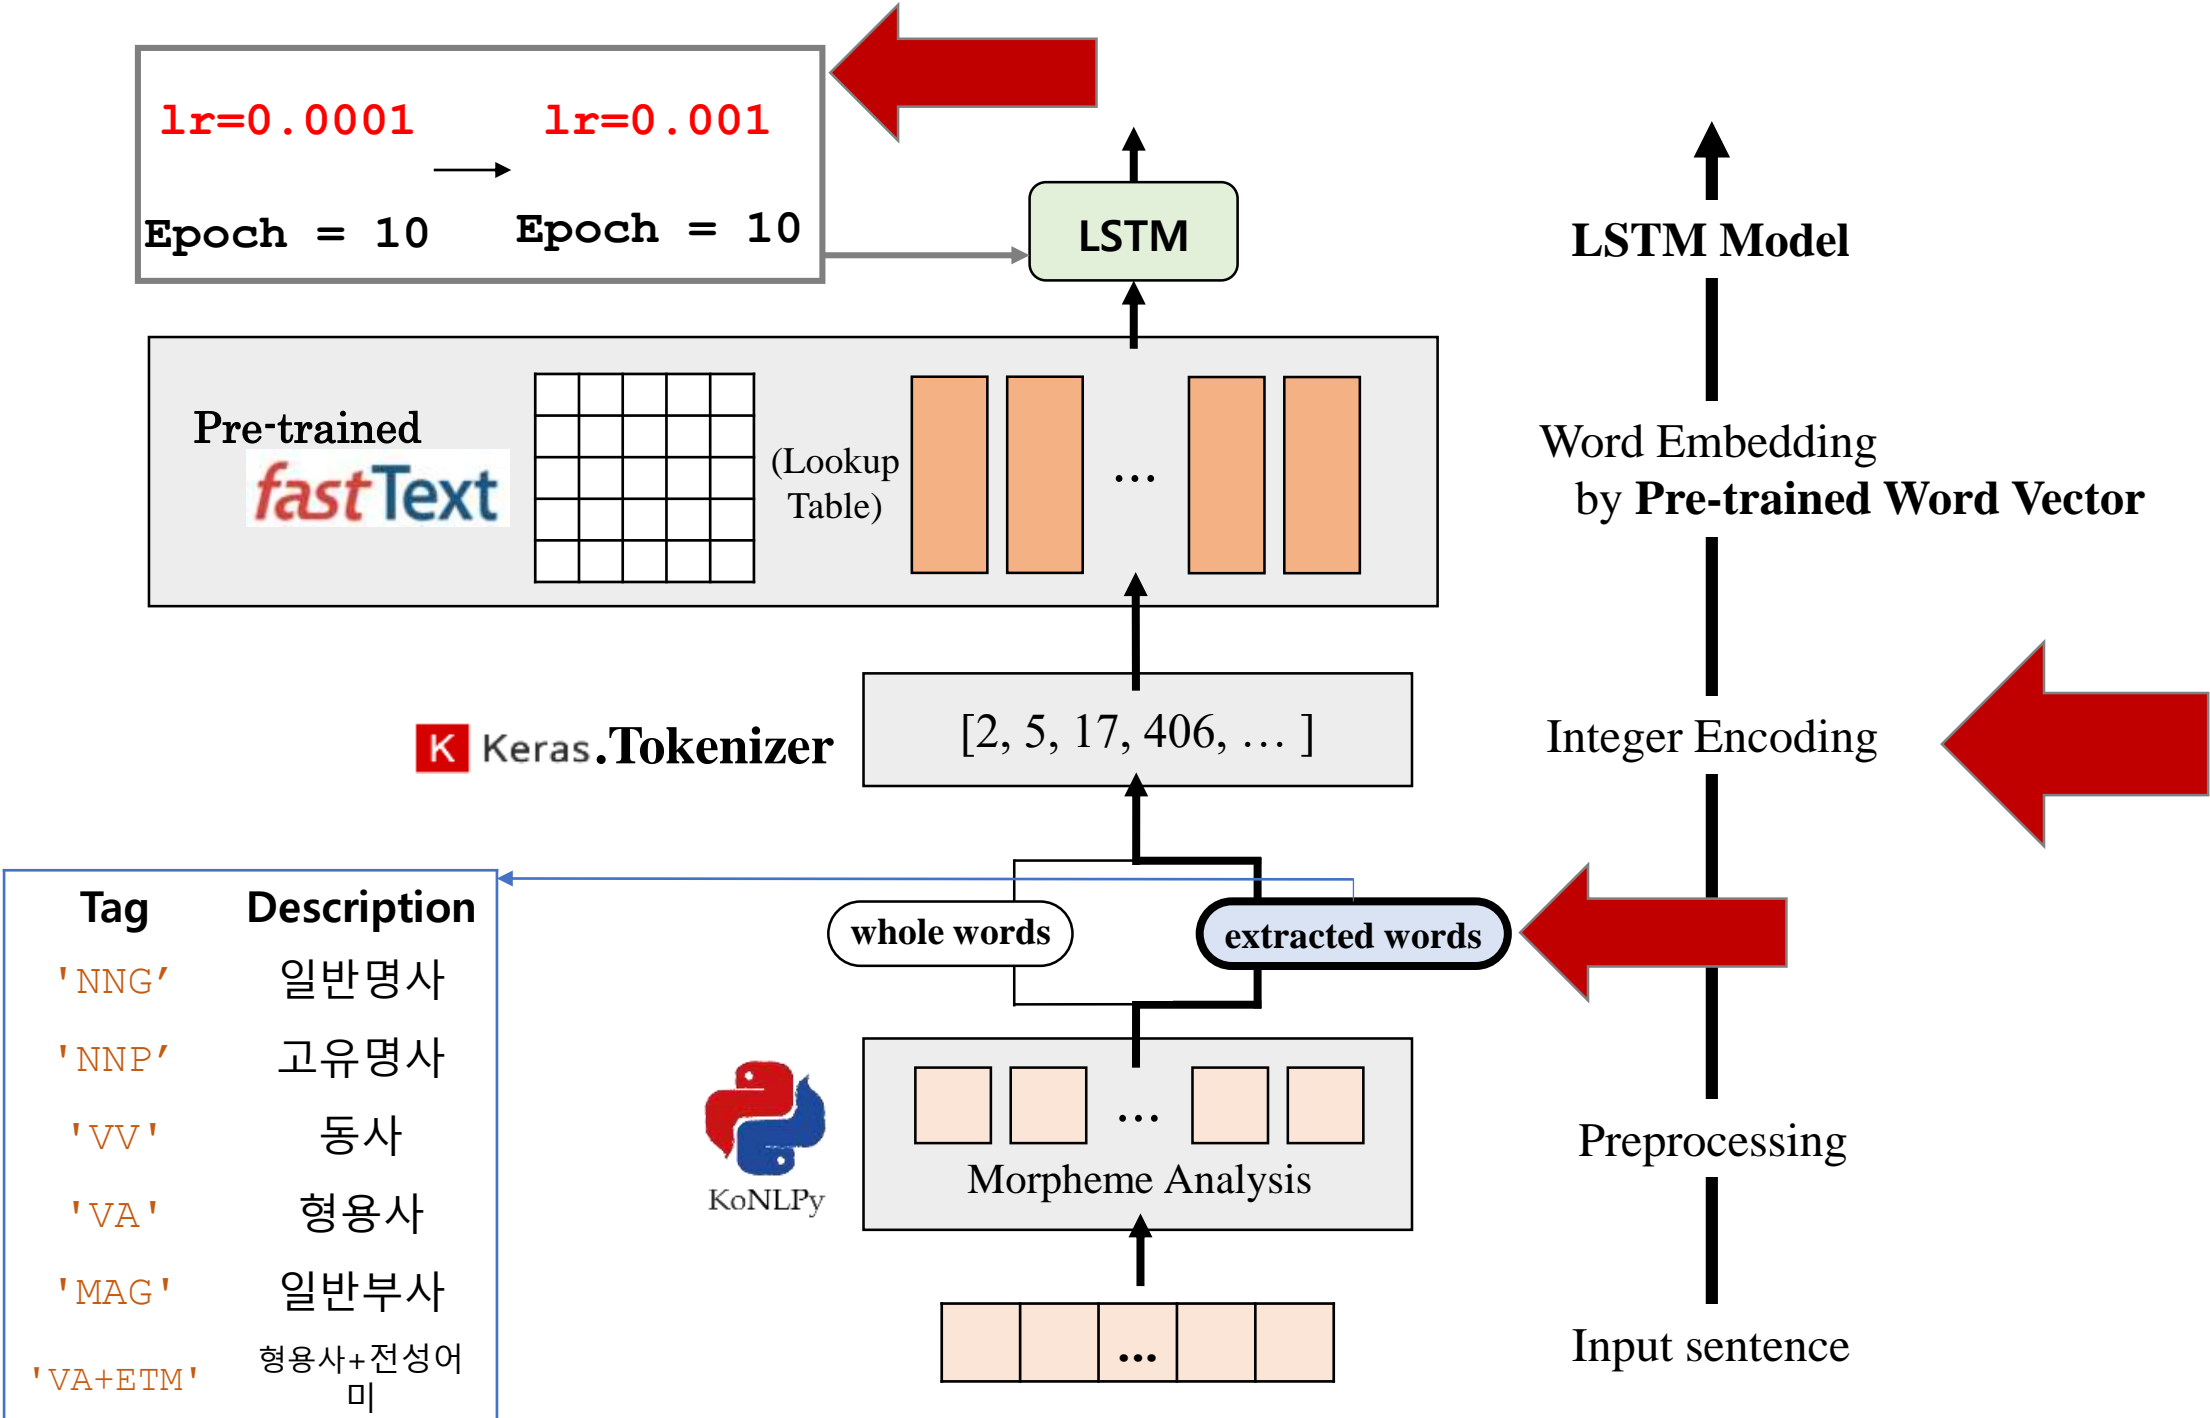 lr=0.0001 lr=0.001
Epoch = 10 Epoch = 10
LSTM
LSTM Model
Pre-trained
fastText
(Lookup
Table)
...
Word Embedding
by Pre-trained Word Vector
K Keras.Tokenizer
[2, 5, 17, 406, … ]
Integer Encoding
whole words
extracted words
Tag Description
'NNG’ 일반명사
'NNP’ 고유명사
'VV' 동사
'VA' 형용사
'MAG' 일반부사
'VA+ETM' 형용사+전성어
미
KoNLPy
...
Morpheme Analysis
Preprocessing
...
Input sentence